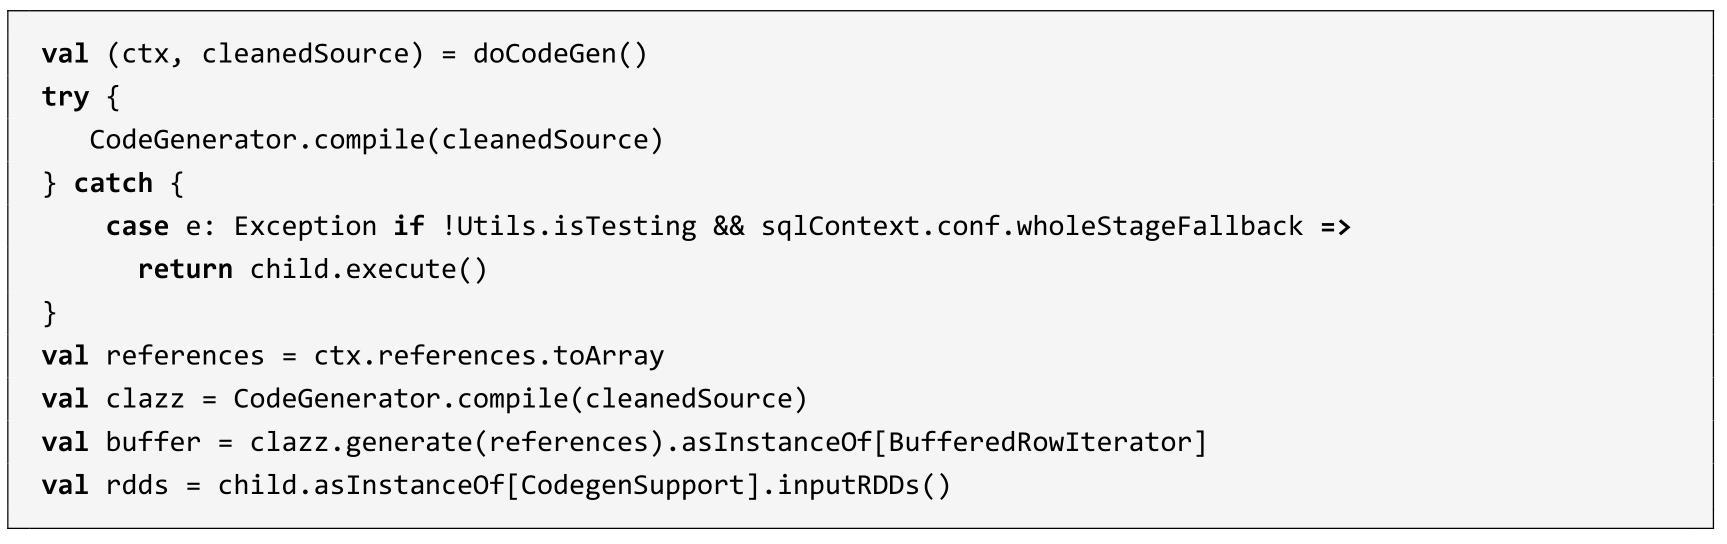 val (ctx, cleanedSource) = doCodeGen()
try {
   CodeGenerator.compile(cleanedSource)
} catch {
    case e: Exception if !Utils.isTesting && sqlContext.conf.wholeStageFallback =>
      return child.execute()
}
val references = ctx.references.toArray
val clazz = CodeGenerator.compile(cleanedSource)
val buffer = clazz.generate(references).asInstanceOf[BufferedRowIterator]
val rdds = child.asInstanceOf[CodegenSupport].inputRDDs()